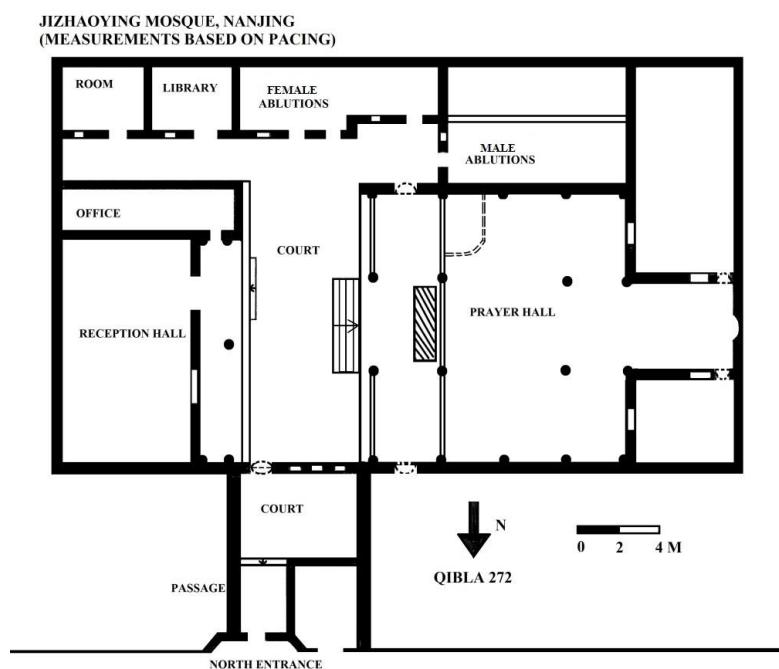 JIZHAOYING MOSQUE, NANJING
(MEASUREMENTS BASED ON PACING)
ROOM
LIBRARY
FEMALE
ABLUTIONS
MALE
ABLUTIONS
OFFICE
COURT
RECEPTION HALL
PRAYER HALL
COURT
N
0 2 4 M
QIBLA 272
PASSAGE
NORTH ENTRANCE